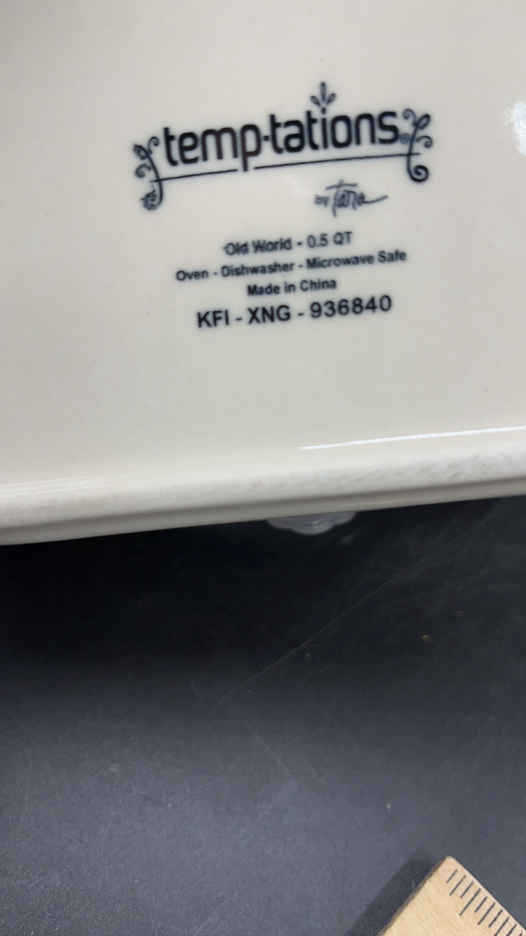 temp-tations
by Tara
Old World - 0.5 QT
Oven - Dishwasher - Microwave Safe
Made in China
KFI - XNG - 936840